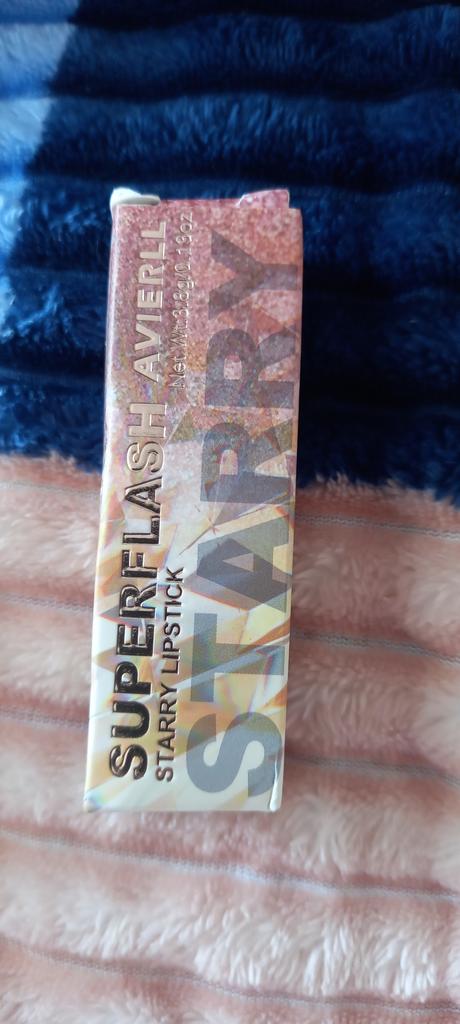 SUPERFLASH AVIERLL
STARRY LIPSTICK
Net Wt:3.8g/0.13oz
STARRY